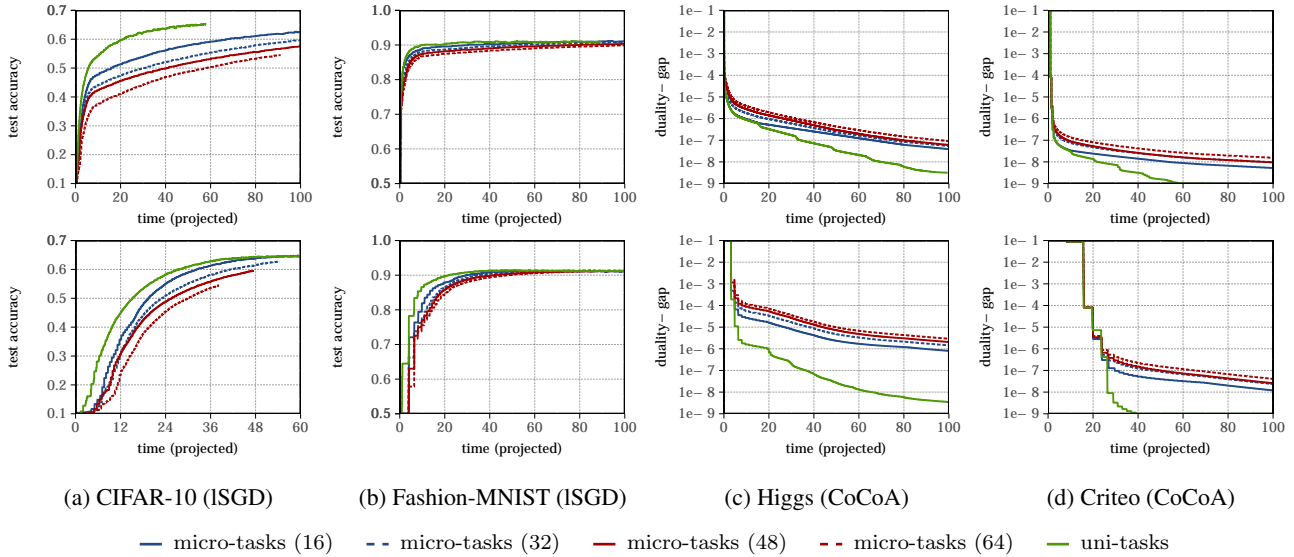 0.7
0.6
0.5
0.4
0.3
0.2
0.1
test accuracy
0 20 40 60 80 100
time (projected)
1.0
0.9
0.8
0.7
0.6
0.5
test accuracy
0 20 40 60 80 100
time (projected)
1e− 1
1e− 2
1e− 3
1e− 4
1e− 5
1e− 6
1e− 7
1e− 8
1e− 9
duality− gap
0 20 40 60 80 100
time (projected)
1e− 1
1e− 2
1e− 3
1e− 4
1e− 5
1e− 6
1e− 7
1e− 8
1e− 9
duality− gap
0 20 40 60 80 100
time (projected)
0.7
0.6
0.5
0.4
0.3
0.2
0.1
test accuracy
0 12 24 36 48 60
time (projected)
1.0
0.9
0.8
0.7
0.6
0.5
test accuracy
0 20 40 60 80 100
time (projected)
1e− 1
1e− 2
1e− 3
1e− 4
1e− 5
1e− 6
1e− 7
1e− 8
1e− 9
duality− gap
0 20 40 60 80 100
time (projected)
1e− 1
1e− 2
1e− 3
1e− 4
1e− 5
1e− 6
1e− 7
1e− 8
1e− 9
duality− gap
0 20 40 60 80 100
time (projected)
(a) CIFAR-10 (lSGD)
(b) Fashion-MNIST (lSGD)
(c) Higgs (CoCoA)
(d) Criteo (CoCoA)
micro-tasks (16) micro-tasks (32) micro-tasks (48) micro-tasks (64) uni-tasks